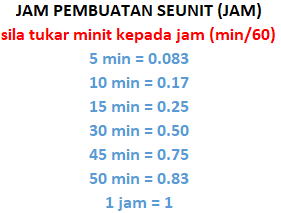 JAM PEMBUATAN SEUNIT (JAM)
sila tukar minit kepada jam (min/60)
5 min = 0.083
10 min = 0.17
15 min = 0.25
30 min = 0.50
45 min = 0.75
50 min = 0.83
1 jam = 1